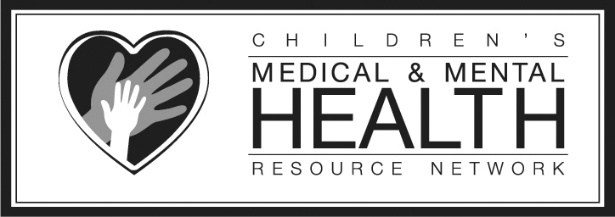 CHILDREN'S
MEDICAL & MENTAL
HEALTH
RESOURCE NETWORK